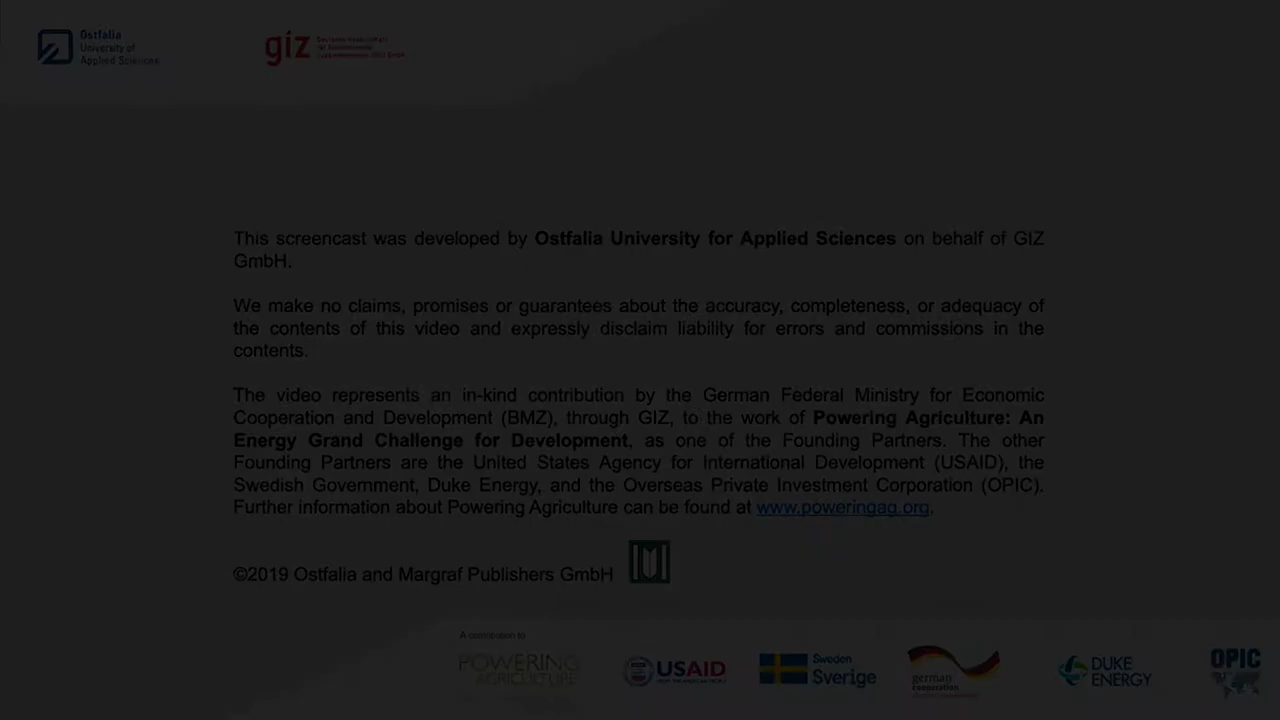 Ostfalia
University of
Applied Sciences
giz
This screencast was developed by Ostfalia University for Applied Sciences on behalf of GIZ
GmbH.
We make no claims, promises or guarantees about the accuracy, completeness, or adequacy of
the contents of this video and expressly disclaim liability for errors and commissions in the
contents.
The video represents an in-kind contribution by the German Federal Ministry for Economic
Cooperation and Development (BMZ), through GIZ, to the work of Powering Agriculture: An
Energy Grand Challenge for Development, as one of the Founding Partners. The other
Founding Partners are the United States Agency for International Development (USAID), the
Swedish Government, Duke Energy, and the Overseas Private Investment Corporation (OPIC).
Further information about Powering Agriculture can be found at www.poweringag.org.
©2019 Ostfalia and Margraf Publishers GmbH
A contribution to
POWERING
AGRICULTURE
USAID
Sweden
Sverige
german
cooperation
DUKE
ENERGY
OPIC